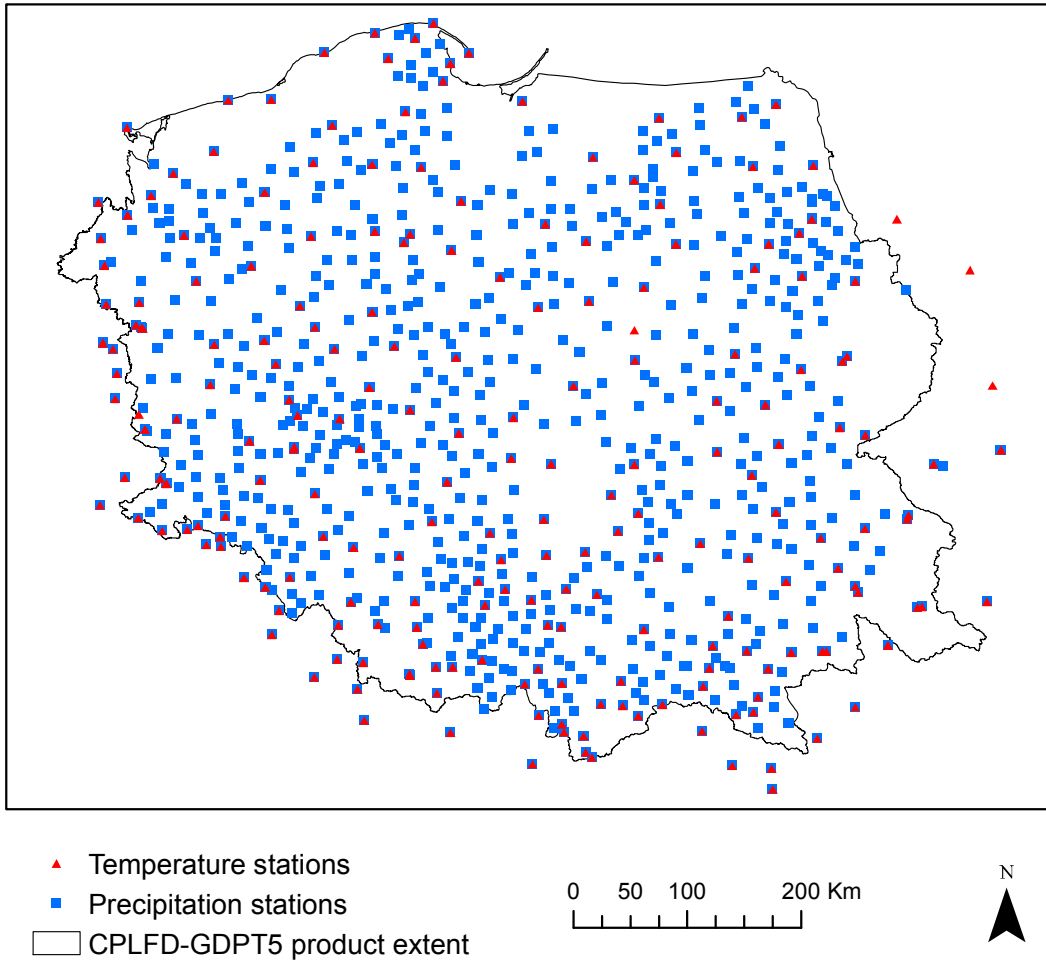 Temperature stations
Precipitation stations
CPLFD-GDPT5 product extent
0 50 100 200 Km
N